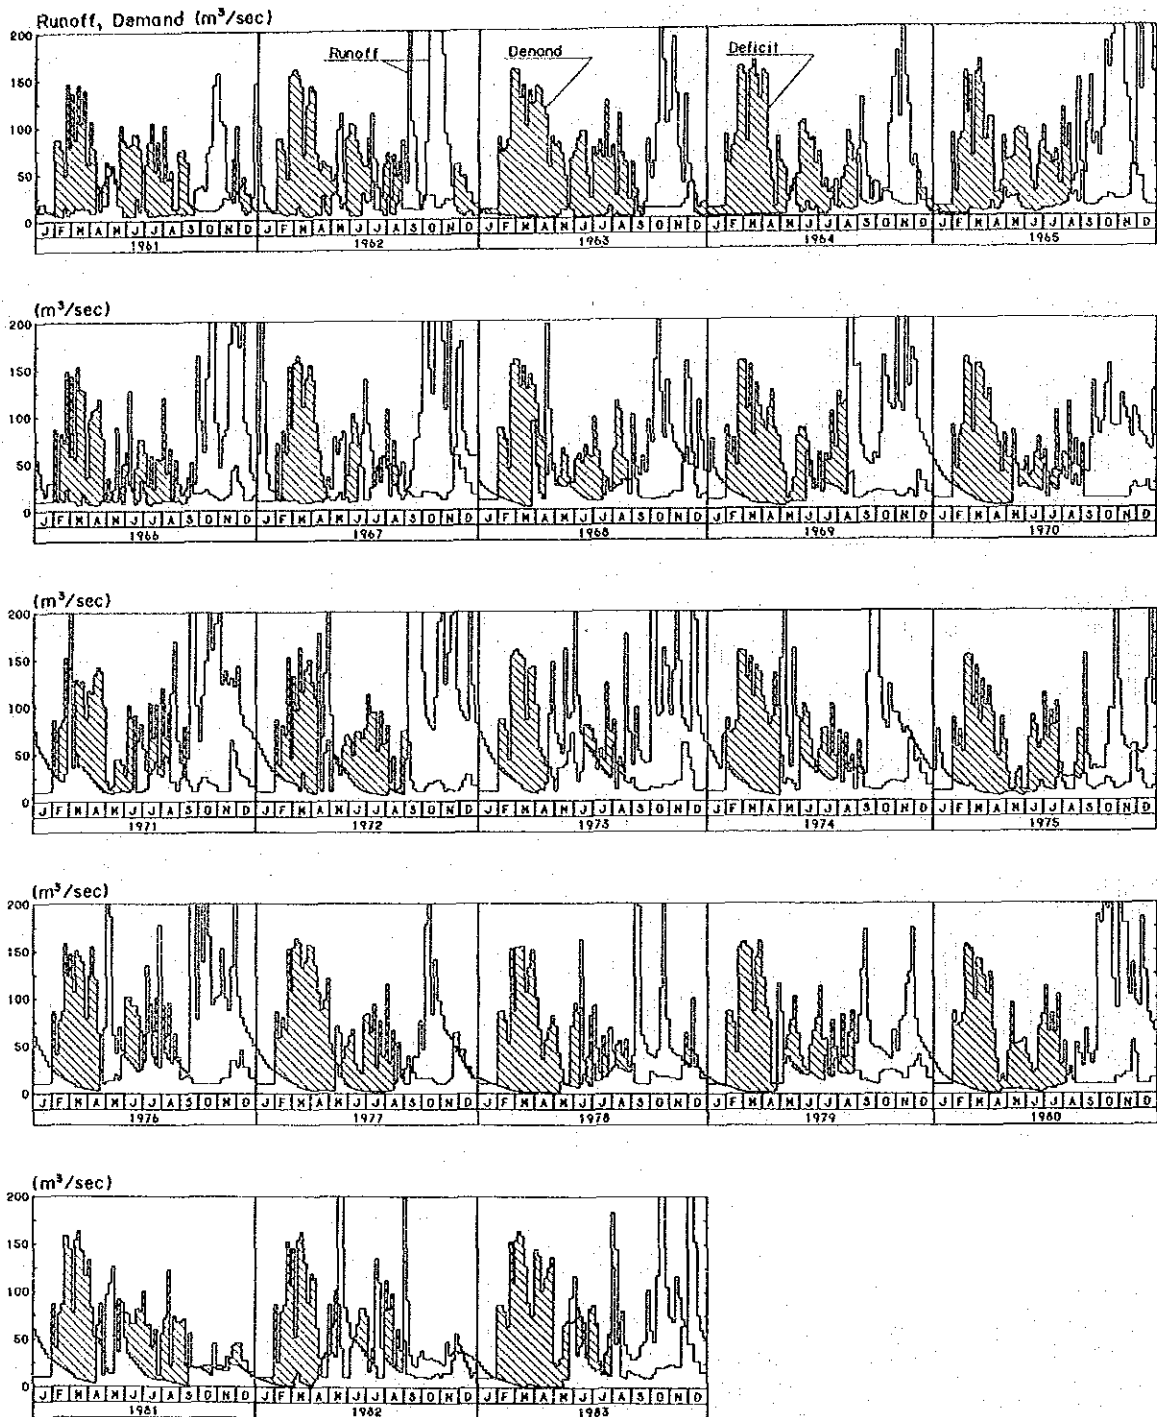 Runoff, Demand (m³/sec)
200
150
100
50
0
Runoff
Demand
Deficit
J F M A M J J A S O N D J F M A M J J A S O N D J F M A M J J A S O N D J F M A M J J A S O N D J F M A M J J A S O N D
1961 1962 1963 1964 1965
(m³/sec)
200
150
100
50
0
J F M A M J J A S O N D J F M A M J J A S O N D J F M A M J J A S O N D J F M A M J J A S O N D J F M A M J J A S O N D
1966 1967 1968 1969 1970
(m³/sec)
200
150
100
50
0
J F M A M J J A S O N D J F M A M J J A S O N D J F M A M J J A S O N D J F M A M J J A S O N D J F M A M J J A S O N D
1971 1972 1973 1974 1975
(m³/sec)
200
150
100
50
0
J F M A M J J A S O N D J F M A M J J A S O N D J F M A M J J A S O N D J F M A M J J A S O N D J F M A M J J A S O N D
1976 1977 1978 1979 1980
(m³/sec)
200
150
100
50
0
J F M A M J J A S O N D J F M A M J J A S O N D J F M A M J J A S O N D
1981 1982 1983